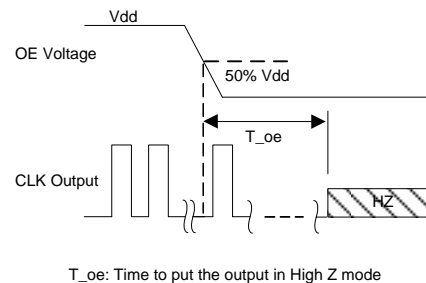 Vdd
OE Voltage
50% Vdd
T_oe
CLK Output
HZ
T_oe: Time to put the output in High Z mode